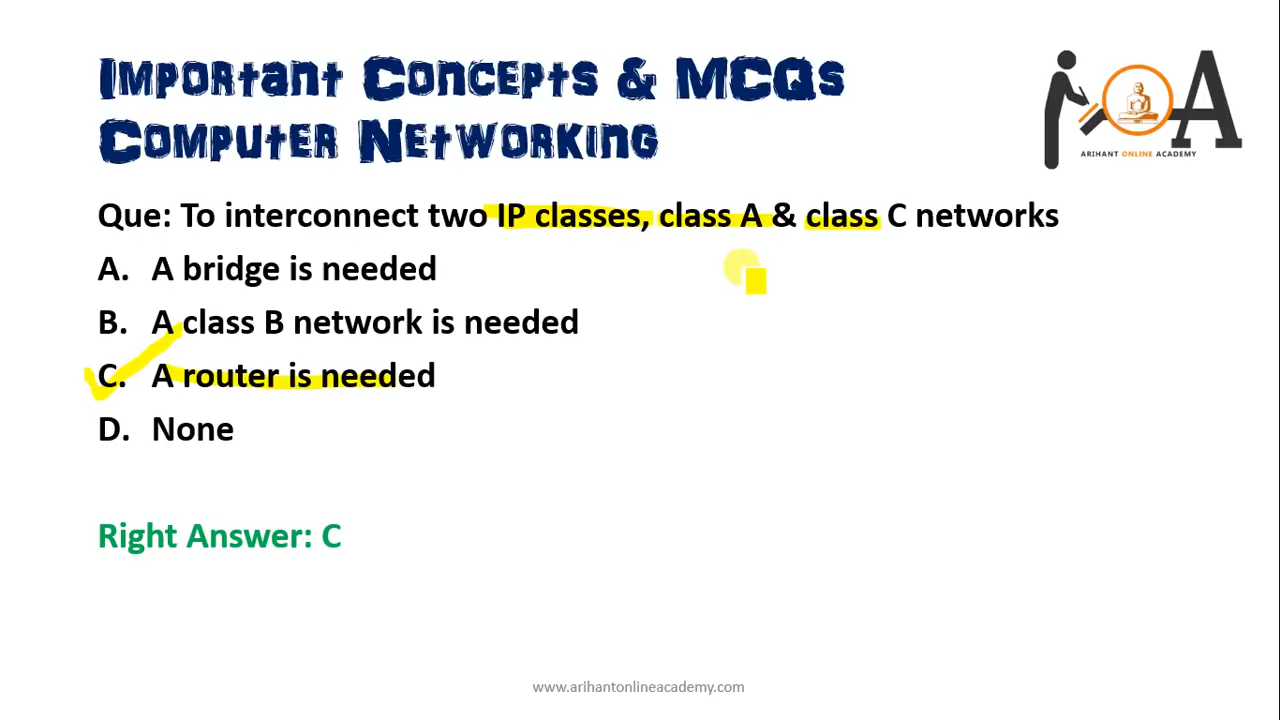 Important Concepts & MCQs
Computer Networking
ARIHANT ONLINE ACADEMY
Que: To interconnect two IP classes, class A & class C networks
A. A bridge is needed
B. A class B network is needed
C. A router is needed
D. None
Right Answer: C
www.arihantonlineacademy.com